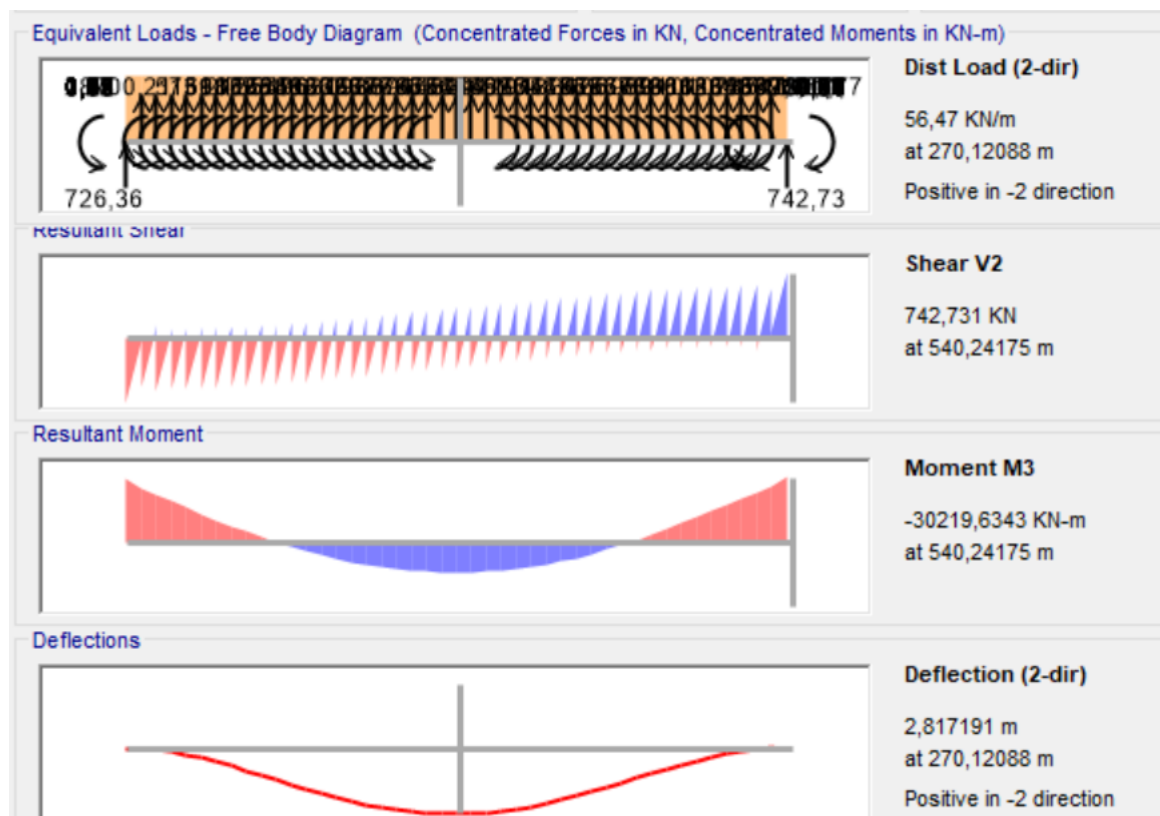 Equivalent Loads - Free Body Diagram (Concentrated Forces in KN, Concentrated Moments in KN-m)
Dist Load (2-dir)
56,47 KN/m
at 270,12088 m
Positive in -2 direction
726,36
742,73
Resultant Shear
Shear V2
742,731 KN
at 540,24175 m
Resultant Moment
Moment M3
-30219,6343 KN-m
at 540,24175 m
Deflections
Deflection (2-dir)
2,817191 m
at 270,12088 m
Positive in -2 direction